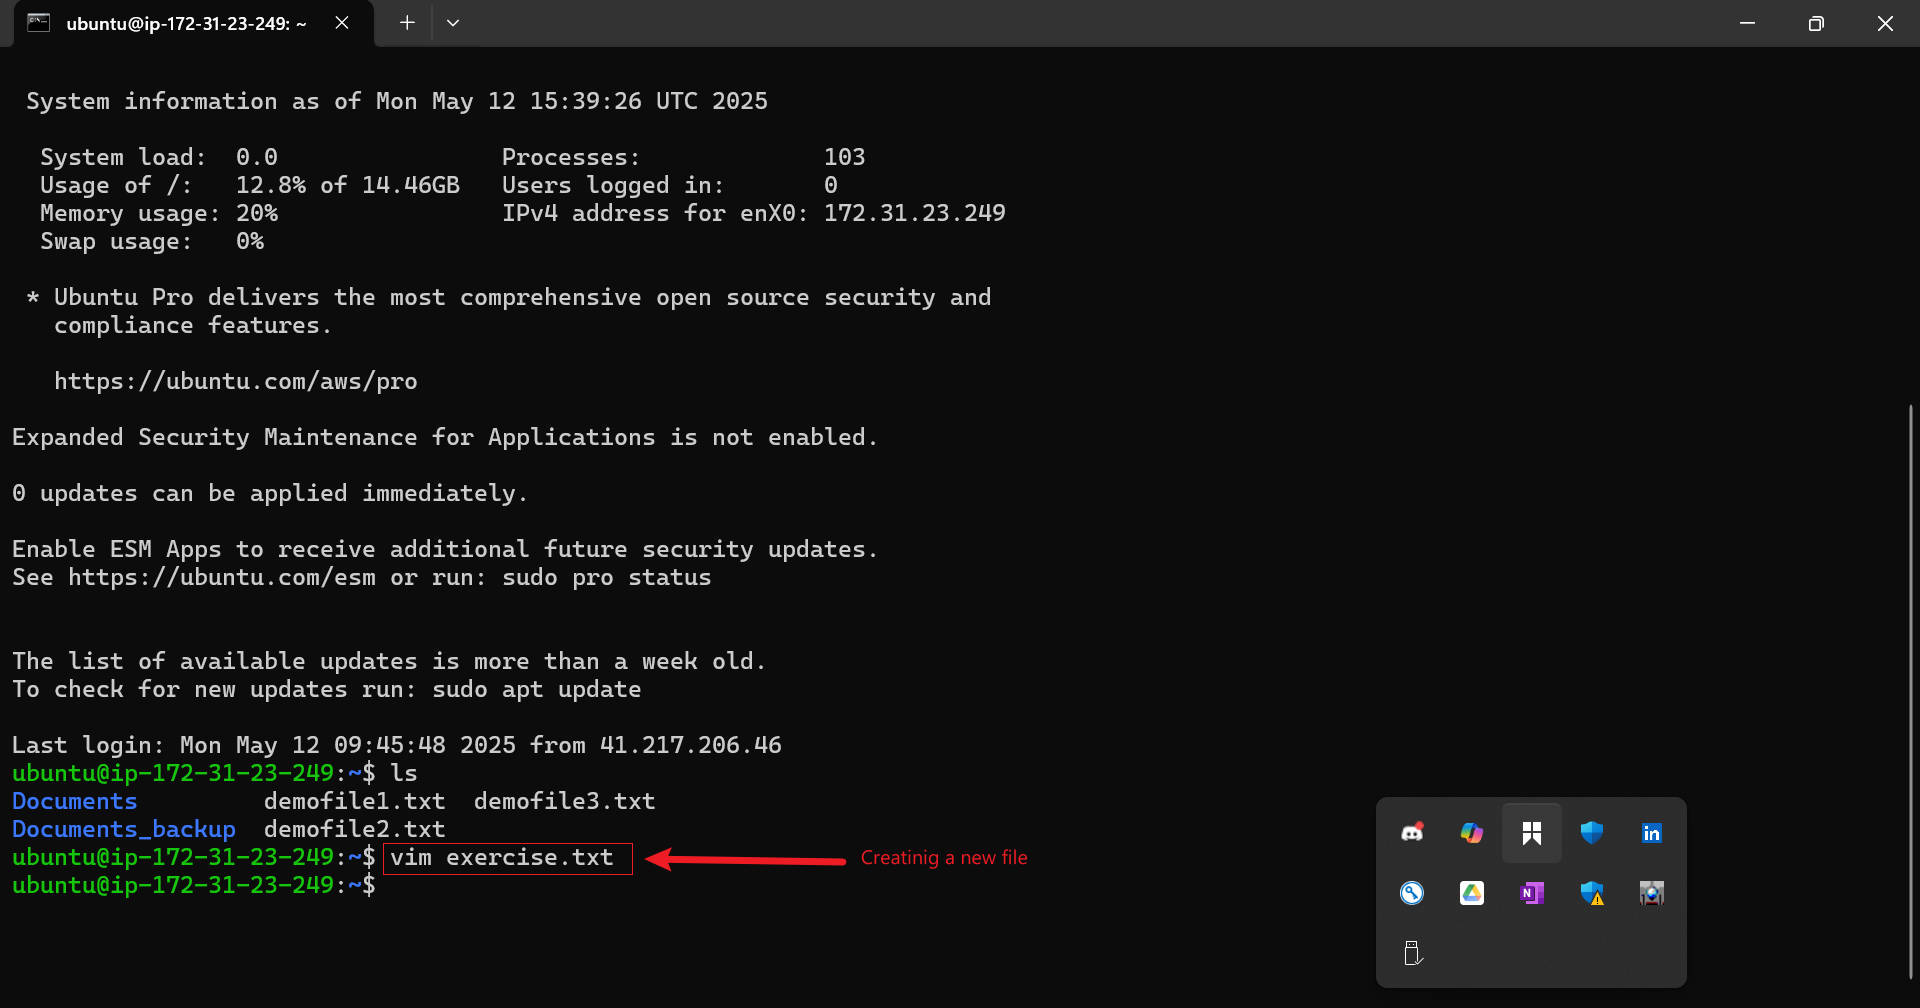 ubuntu@ip-172-31-23-249: ~
System information as of Mon May 12 15:39:26 UTC 2025
System load:  0.0                Processes:             103
Usage of /:   12.8% of 14.46GB   Users logged in:       0
Memory usage: 20%                IPv4 address for enX0: 172.31.23.249
Swap usage:   0%
* Ubuntu Pro delivers the most comprehensive open source security and
compliance features.
https://ubuntu.com/aws/pro
Expanded Security Maintenance for Applications is not enabled.
0 updates can be applied immediately.
Enable ESM Apps to receive additional future security updates.
See https://ubuntu.com/esm or run: sudo pro status
The list of available updates is more than a week old.
To check for new updates run: sudo apt update
Last login: Mon May 12 09:45:48 2025 from 41.217.206.46
ubuntu@ip-172-31-23-249:~$ ls
Documents         demofile1.txt  demofile3.txt
Documents_backup  demofile2.txt
ubuntu@ip-172-31-23-249:~$ vim exercise.txt Creatinig a new file
ubuntu@ip-172-31-23-249:~$
in
N